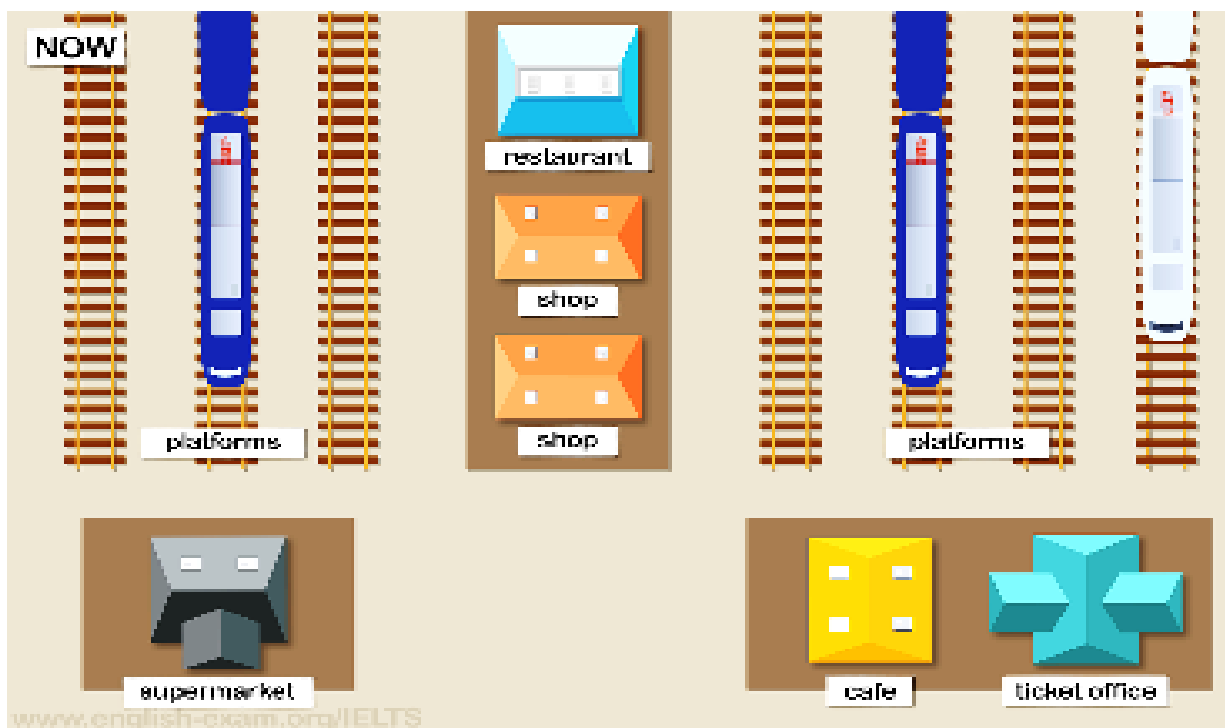 NOW
restaurant
shop
shop
platforms
platforms
supermarket
cafe
ticket office
www.english-exam.org/IELTS